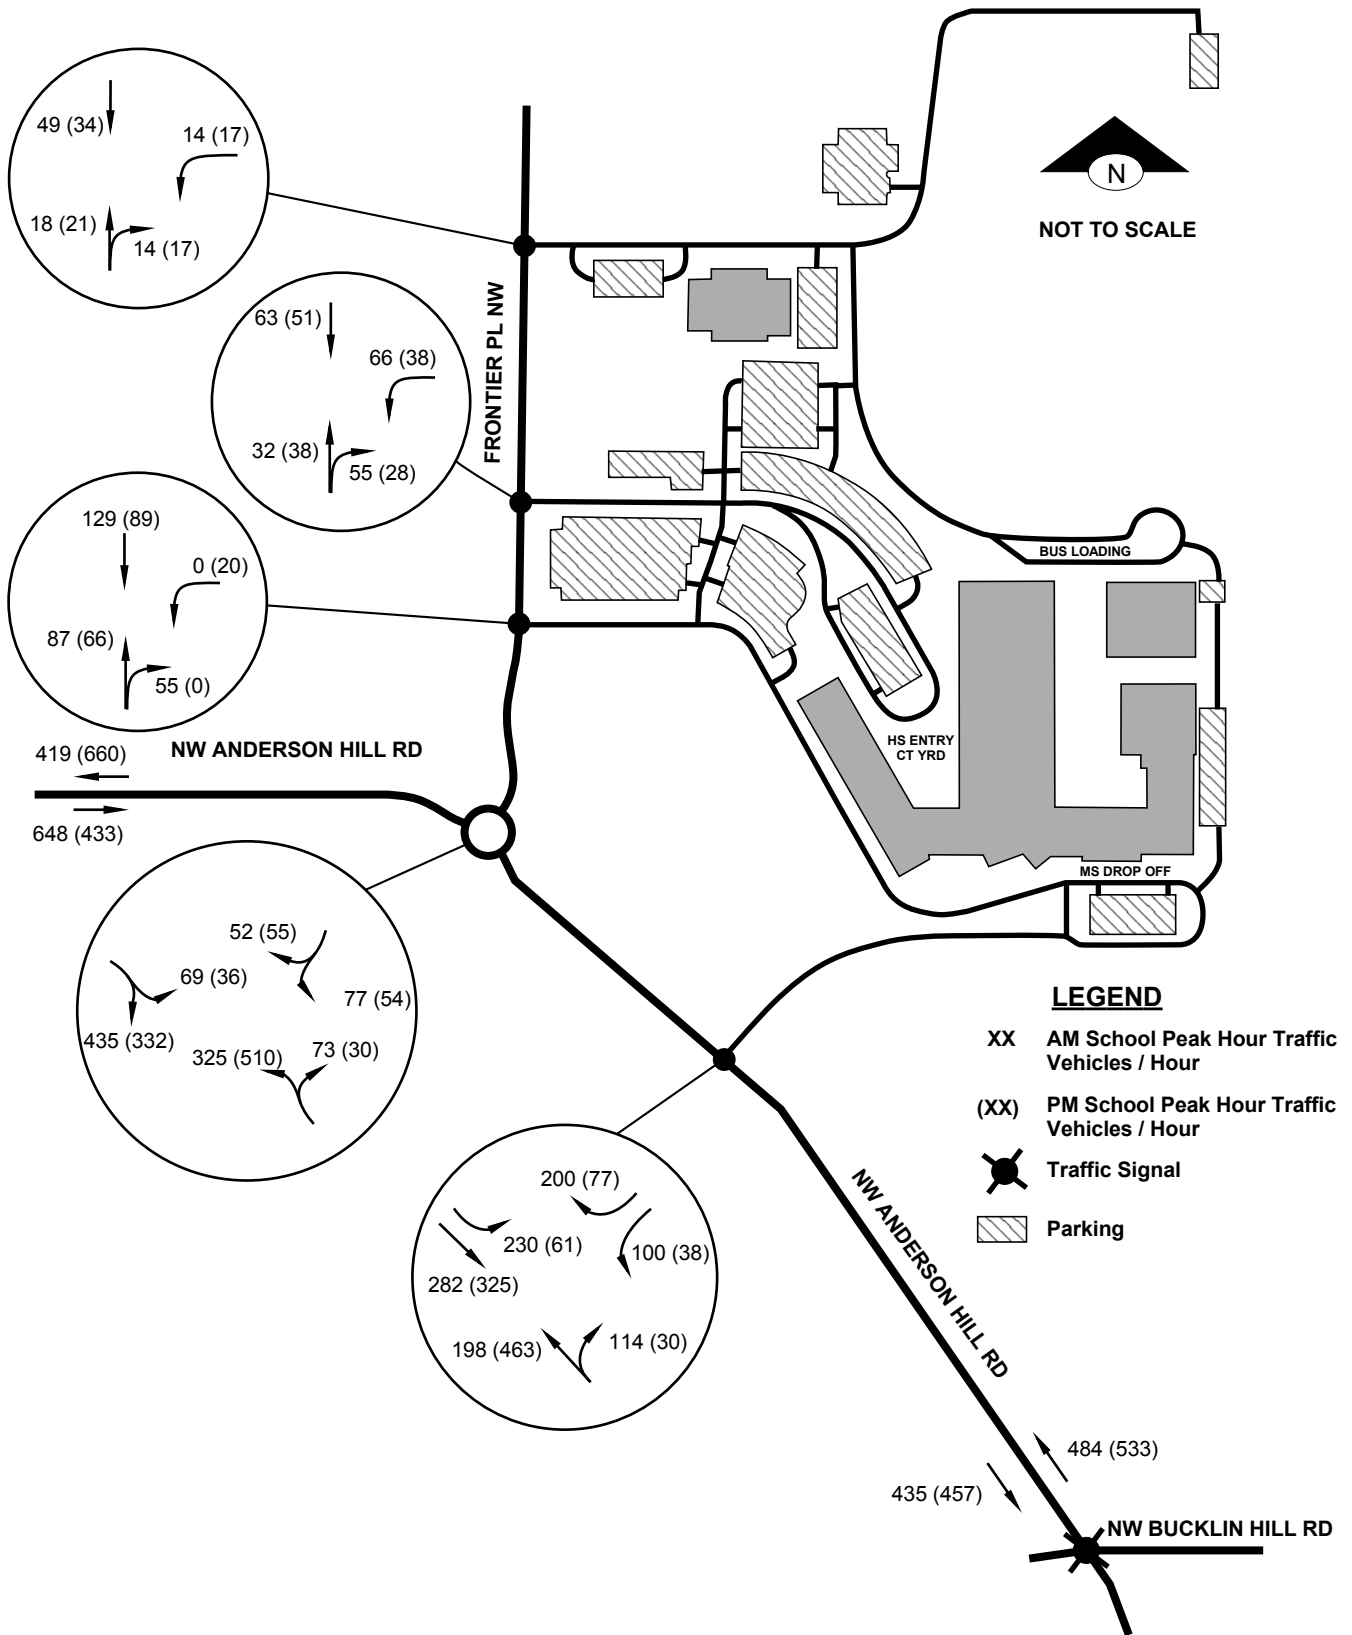 49 (34)
14 (17)
18 (21)
14 (17)
N
NOT TO SCALE
63 (51)
66 (38)
32 (38)
55 (28)
FRONTIER PL NW
129 (89)
0 (20)
87 (66)
55 (0)
BUS LOADING
HS ENTRY
CT YRD
MS DROP OFF
419 (660)
NW ANDERSON HILL RD
648 (433)
52 (55)
69 (36)
77 (54)
435 (332)
325 (510)
73 (30)
200 (77)
230 (61)
100 (38)
282 (325)
198 (463)
114 (30)
LEGEND
XX AM School Peak Hour Traffic
Vehicles / Hour
(XX) PM School Peak Hour Traffic
Vehicles / Hour
Traffic Signal
Parking
NW ANDERSON HILL RD
484 (533)
435 (457)
NW BUCKLIN HILL RD